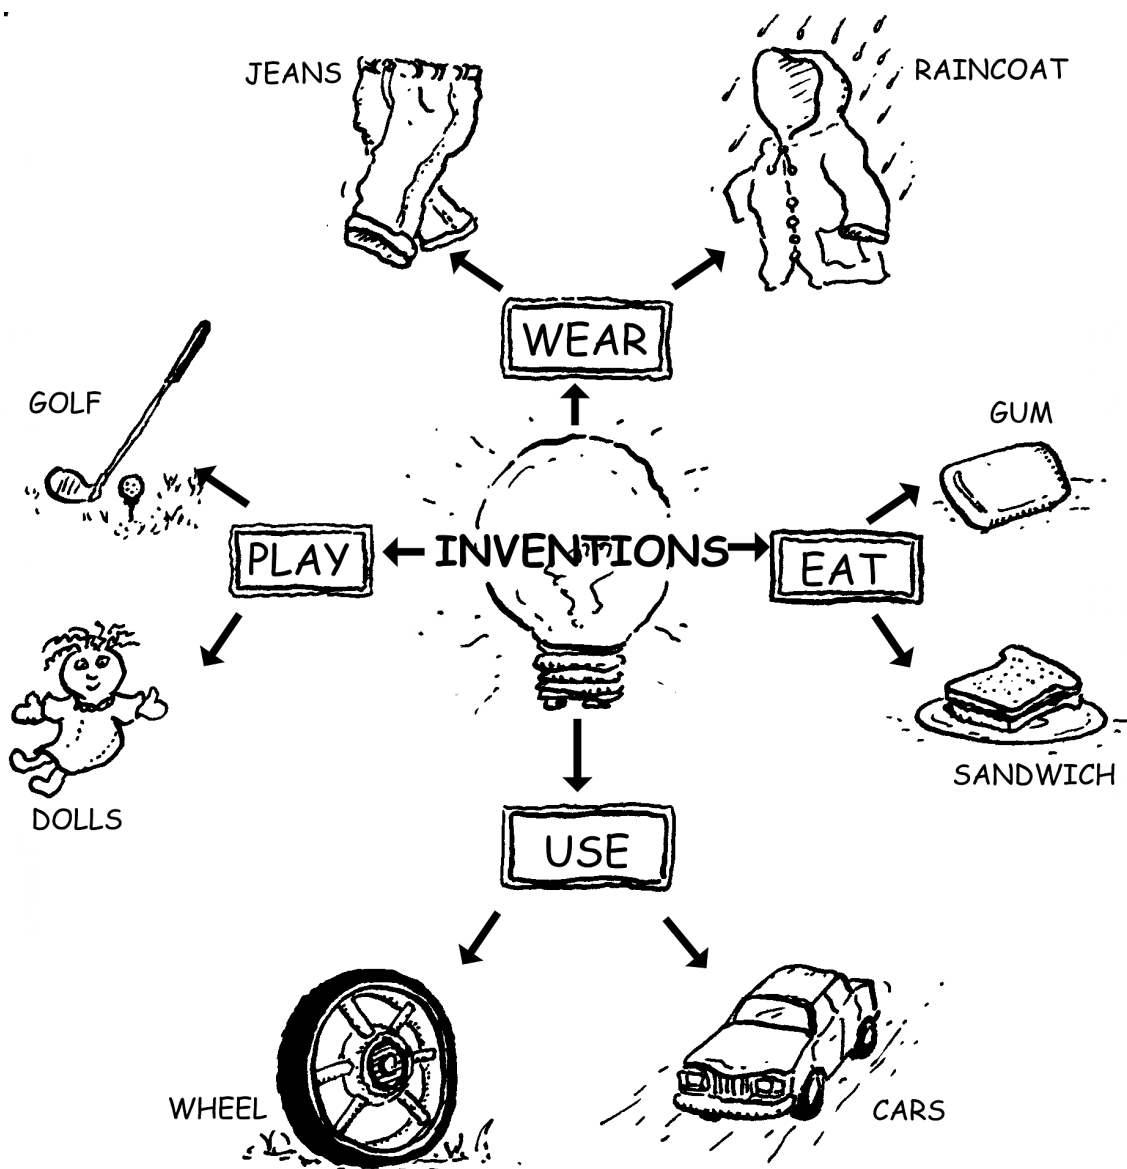 JEANS
RAINCOAT
WEAR
GOLF
GUM
PLAY
INVENTIONS
EAT
DOLLS
SANDWICH
USE
WHEEL
CARS